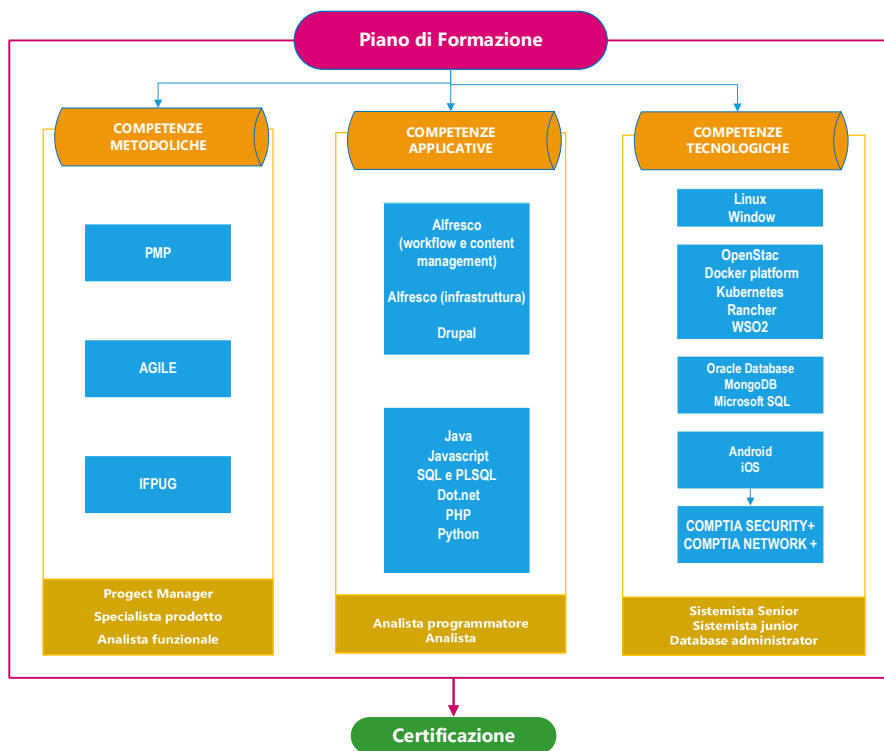 Piano di Formazione
COMPETENZE
METODOLICHE
PMP
AGILE
IFPUG
Progect Manager
Specialista prodotto
Analista funzionale
COMPETENZE
APPLICATIVE
Alfresco
(workflow e content
management)
Alfresco (infrastruttura)
Drupal
Java
Javascript
SQL e PLSQL
Dot.net
PHP
Python
Analista programmatore
Analista
COMPETENZE
TECNOLOGICHE
Linux
Window
OpenStac
Docker platform
Kubernetes
Rancher
WSO2
Oracle Database
MongoDB
Microsoft SQL
Android
iOS
COMPTIA SECURITY+
COMPTIA NETWORK +
Sistemista Senior
Sistemista junior
Database administrator
Certificazione